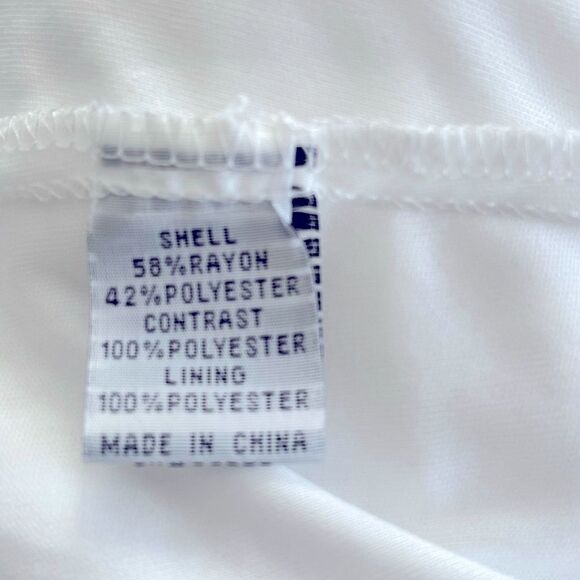 SHELL
58%RAYON
42%POLYESTER
CONTRAST
100%POLYESTER
LINING
100%POLYESTER
MADE IN CHINA